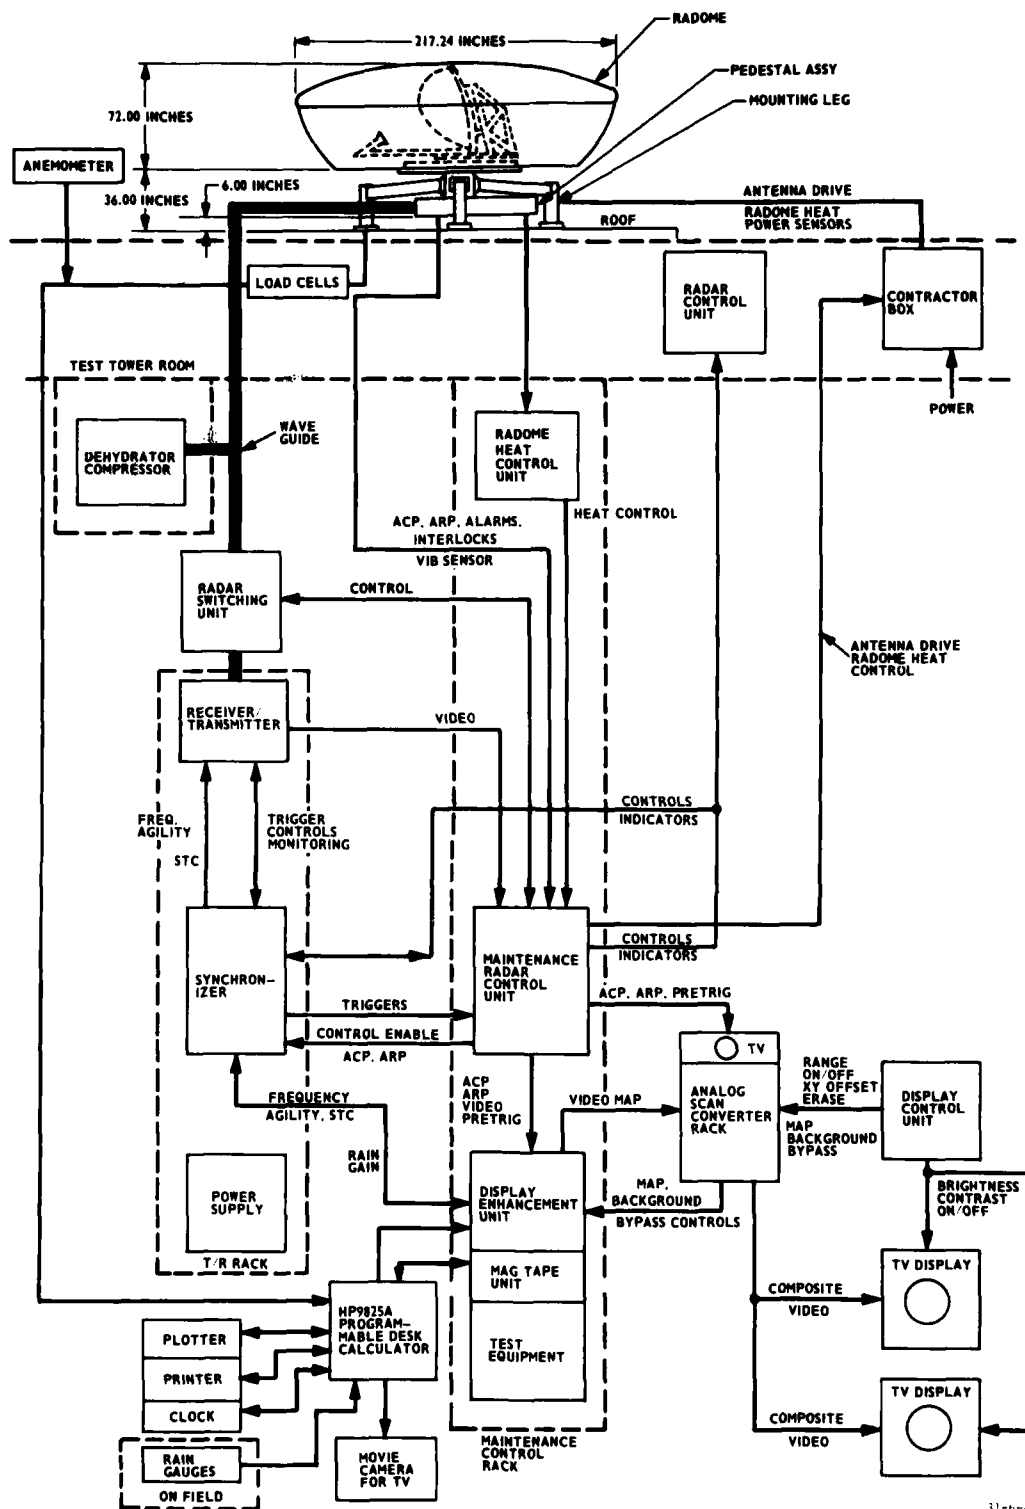 217.24 INCHES
RADOME
PEDESTAL ASSY
MOUNTING LEG
72.00 INCHES
ANEMOMETER
6.00 INCHES
36.00 INCHES
ROOF
ANTENNA DRIVE
RADOME HEAT
POWER SENSORS
LOAD CELLS
RADAR
CONTROL
UNIT
CONTRACTOR
BOX
TEST TOWER ROOM
POWER
WAVE
GUIDE
DEHYDRATOR
COMPRESSOR
RADOME
HEAT
CONTROL
UNIT
HEAT CONTROL
ACP, ARP, ALARMS,
INTERLOCKS
VIB SENSOR
RADAR
SWITCHING
UNIT
CONTROL
ANTENNA DRIVE
RADOME HEAT
CONTROL
RECEIVER/
TRANSMITTER
VIDEO
FREQ.
AGILITY
STC
TRIGGER
CONTROLS
MONITORING
CONTROLS
INDICATORS
SYNCHRON-
IZER
MAINTENANCE
RADAR
CONTROL
UNIT
CONTROLS
INDICATORS
TRIGGERS
CONTROL ENABLE
ACP, ARP
ACP, ARP, PRETRIG
TV
ANALOG
SCAN
CONVERTER
RACK
RANGE
ON/OFF
XY OFFSET
ERASE
MAP
BACKGROUND
BYPASS
DISPLAY
CONTROL
UNIT
FREQUENCY
AGILITY, STC
ACP
ARP
VIDEO
PRETRIG
VIDEO MAP
RAIN
GAIN
POWER
SUPPLY
T/R RACK
DISPLAY
ENHANCEMENT
UNIT
MAP,
BACKGROUND
BYPASS CONTROLS
BRIGHTNESS
CONTRAST
ON/OFF
MAG TAPE
UNIT
TEST
EQUIPMENT
TV DISPLAY
COMPOSITE
VIDEO
HP9825A
PROGRAM-
MABLE DESK
CALCULATOR
PLOTTER
PRINTER
CLOCK
RAIN
GAUGES
ON FIELD
MOVIE
CAMERA
FOR TV
MAINTENANCE
CONTROL
RACK
TV DISPLAY
COMPOSITE
VIDEO